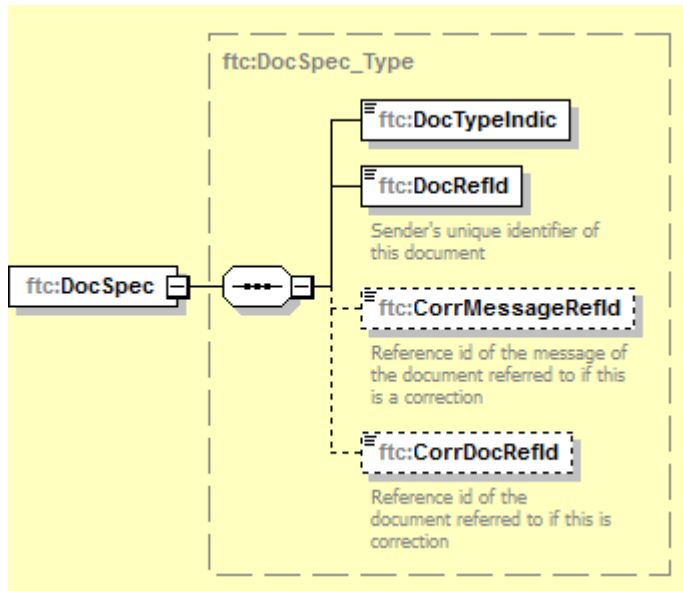 ftc:DocSpec_Type
ftc:DocTypeIndic
ftc:DocRefId
Sender's unique identifier of
this document
ftc:DocSpec
ftc:CorrMessageRefId
Reference id of the message of
the document referred to if this
is a correction
ftc:CorrDocRefId
Reference id of the
document referred to if this is
correction